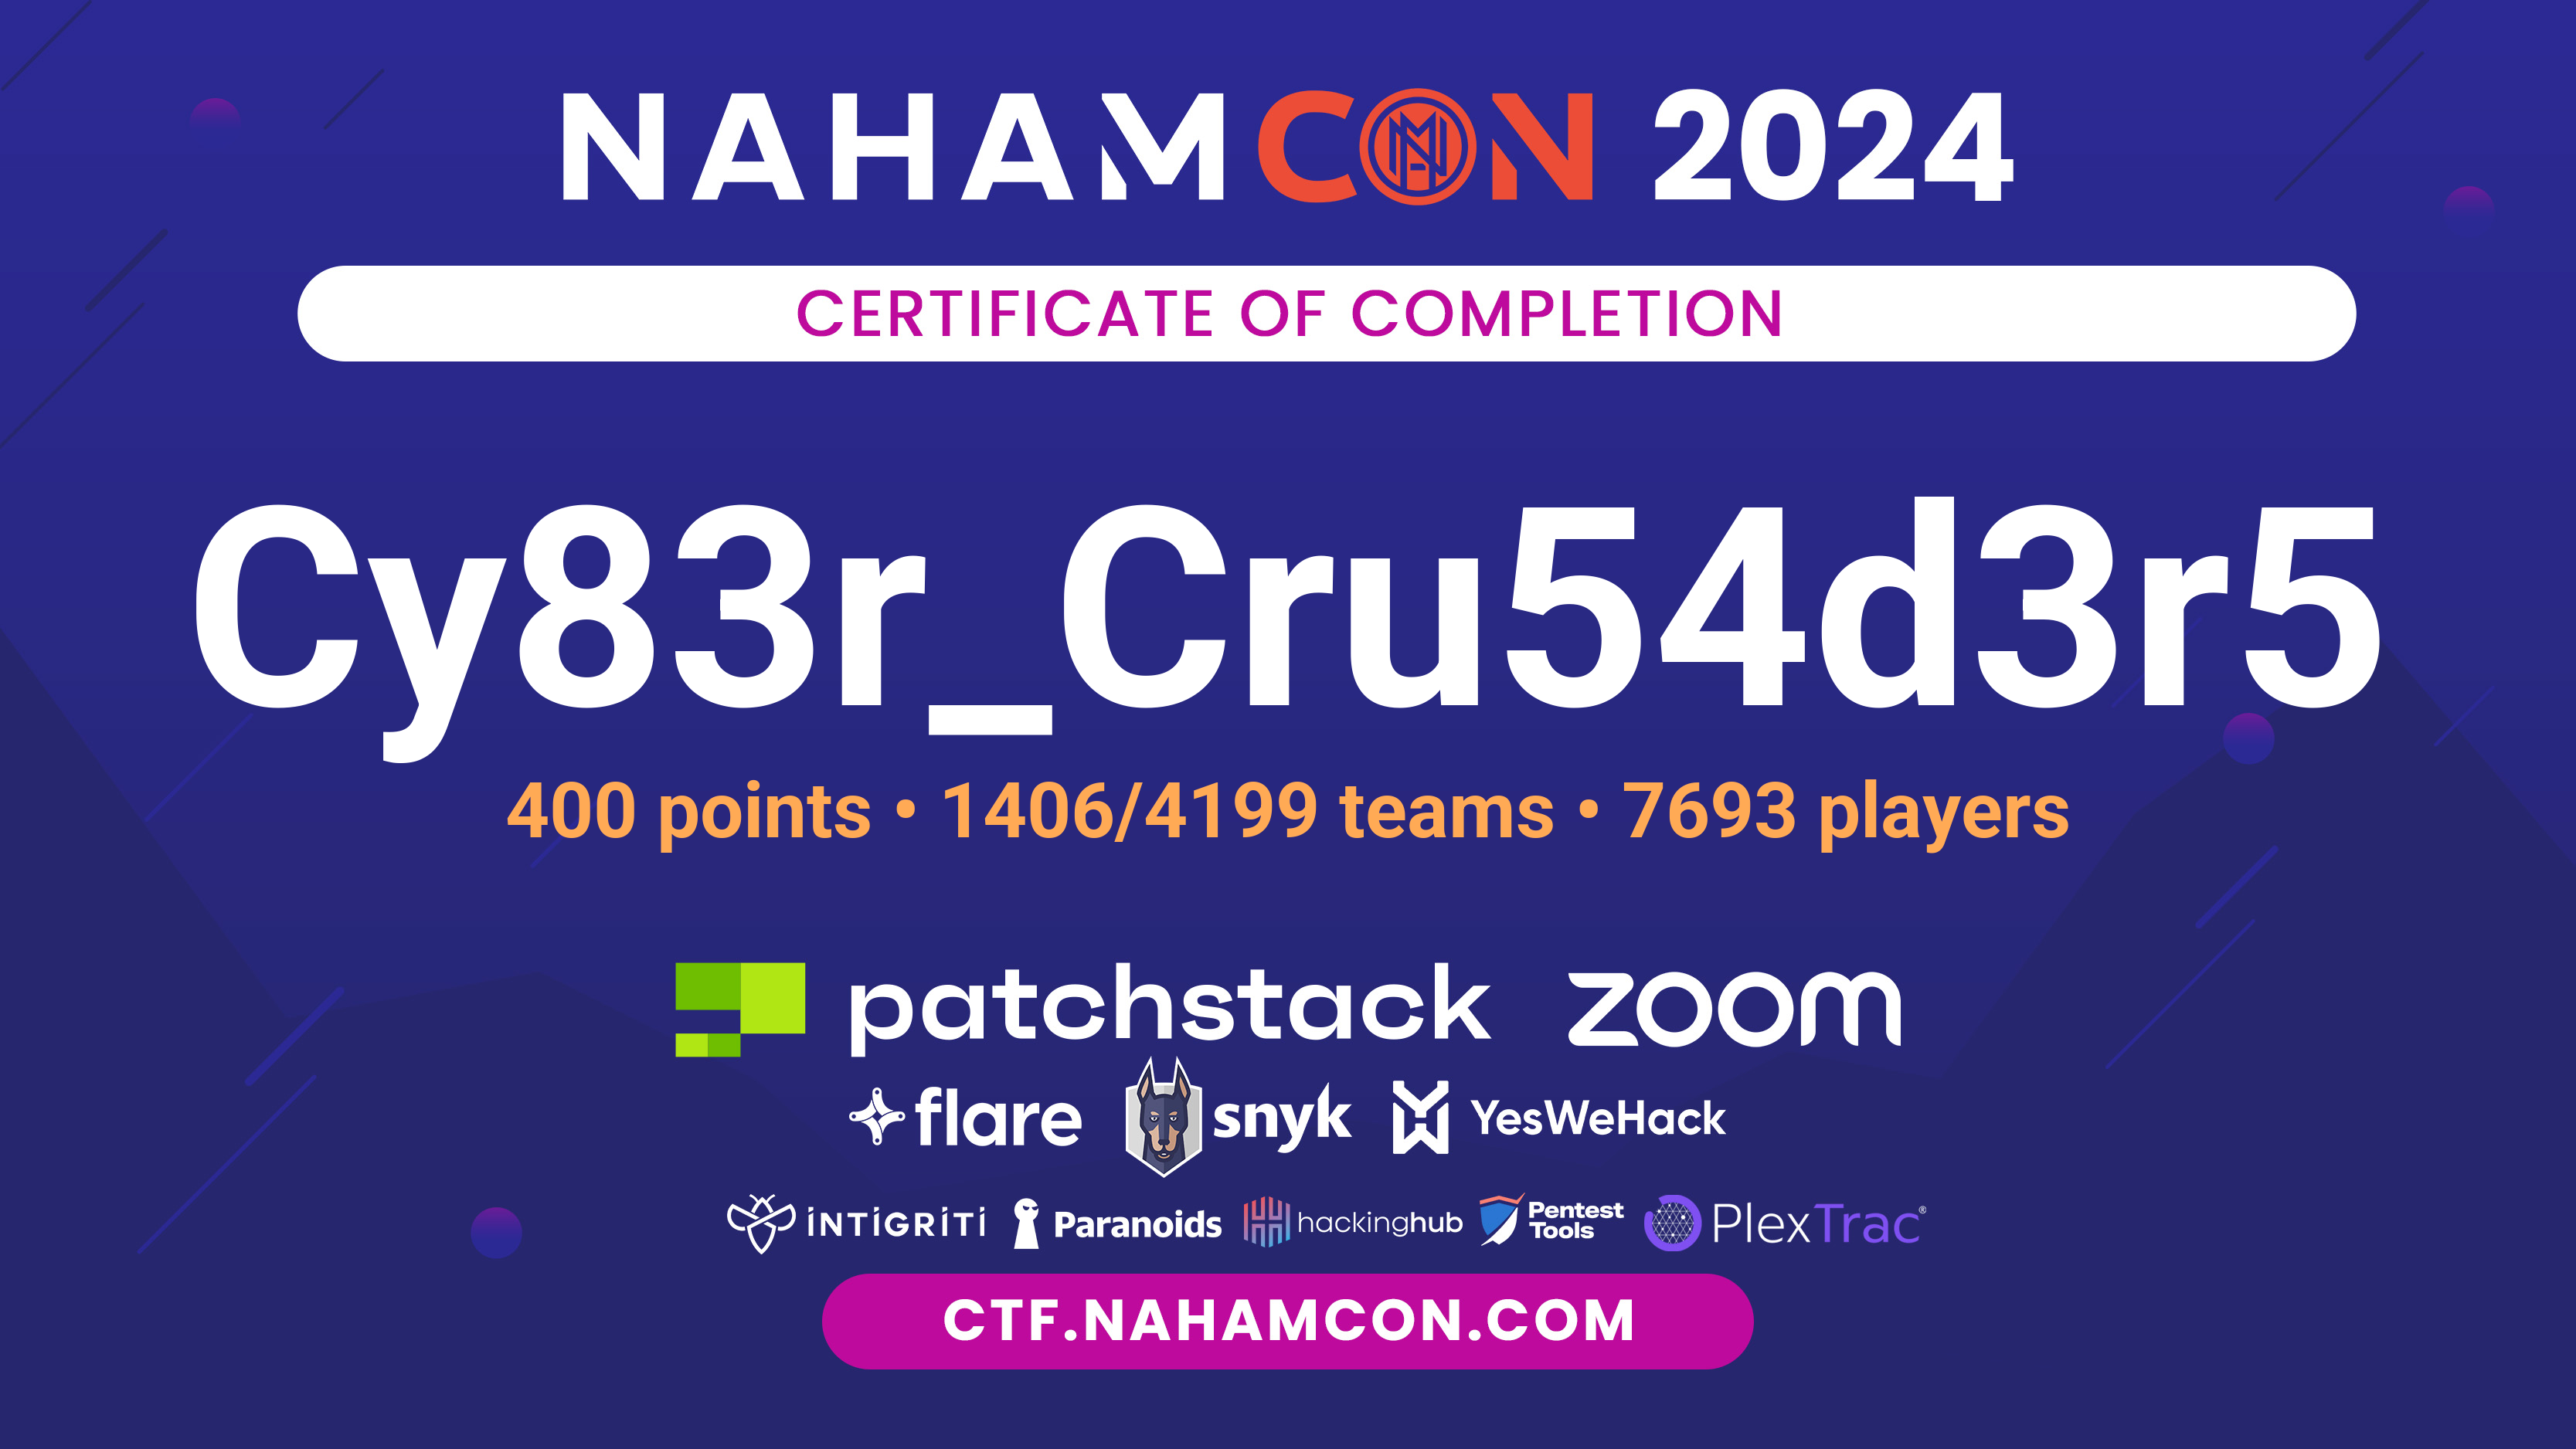 NAHAMCON 2024
CERTIFICATE OF COMPLETION
Cy83r_Cru54d3r5
400 points • 1406/4199 teams • 7693 players
patchstack zoom
flare snyk YesWeHack
INTIGRITI Paranoids hackinghub Pentest Tools PlexTrac®
CTF.NAHAMCON.COM